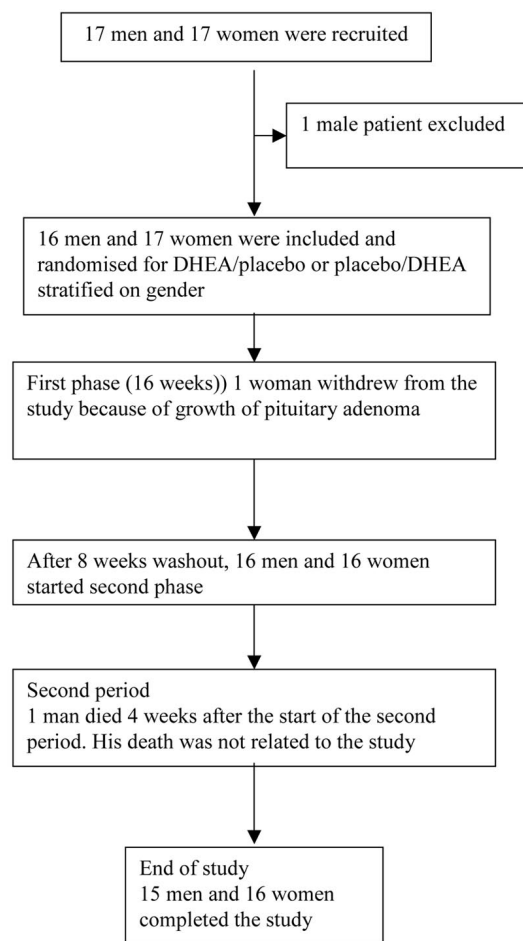 17 men and 17 women were recruited
1 male patient excluded
16 men and 17 women were included and
randomised for DHEA/placebo or placebo/DHEA
stratified on gender
First phase (16 weeks)) 1 woman withdrew from the
study because of growth of pituitary adenoma
After 8 weeks washout, 16 men and 16 women
started second phase
Second period
1 man died 4 weeks after the start of the second
period. His death was not related to the study
End of study
15 men and 16 women
completed the study